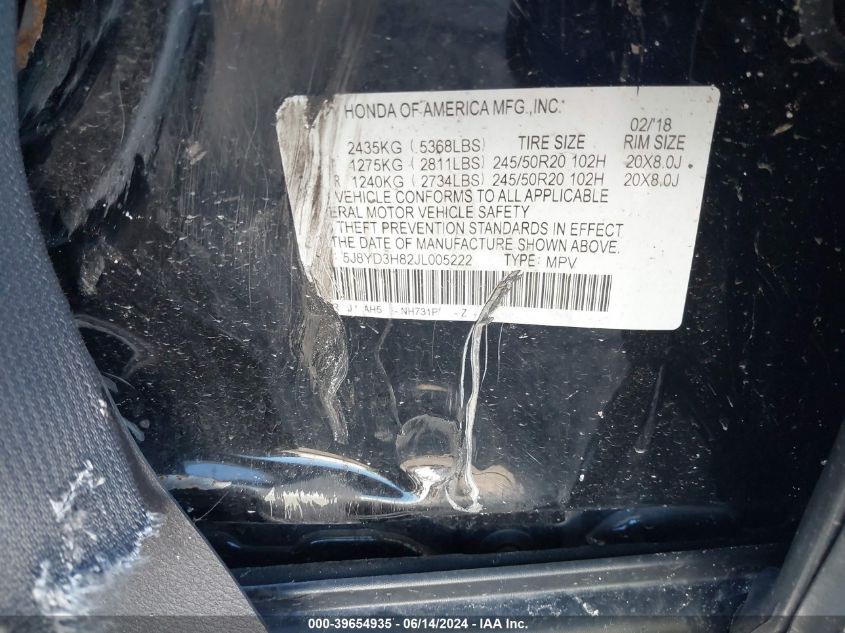 HONDA OF AMERICA MFG.,INC.
02/'18
2435KG ( 5368LBS) TIRE SIZE RIM SIZE
1275KG ( 2811LBS) 245/50R20 102H 20X8.0J
R 1240KG ( 2734LBS) 245/50R20 102H 20X8.0J
VEHICLE CONFORMS TO ALL APPLICABLE
ERAL MOTOR VEHICLE SAFETY
THEFT PREVENTION STANDARDS IN EFFECT
THE DATE OF MANUFACTURE SHOWN ABOVE.
5J8YD3H82JL005222 TYPE: MPV
AH5 NH731P Z
000-39654935 - 06/14/2024 - IAA Inc.